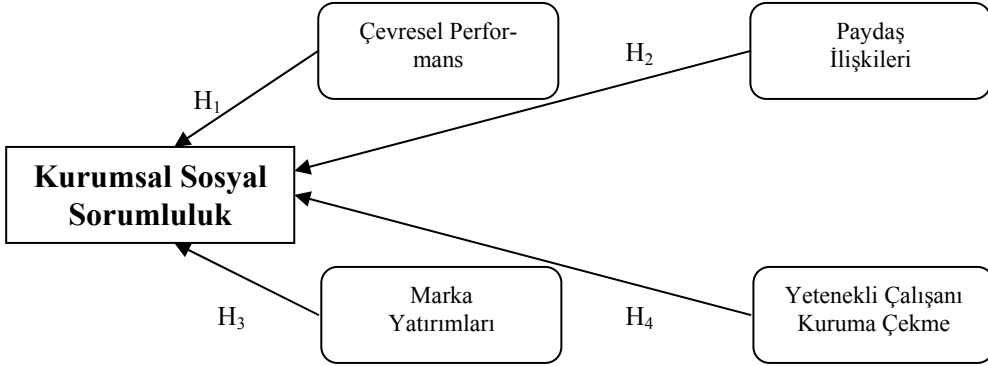 Çevresel Perfor-
mans
Paydaş
İlişkileri
H₁
H₂
Kurumsal Sosyal
Sorumluluk
Marka
Yatırımları
Yetenekli Çalışanı
Kuruma Çekme
H₃
H₄